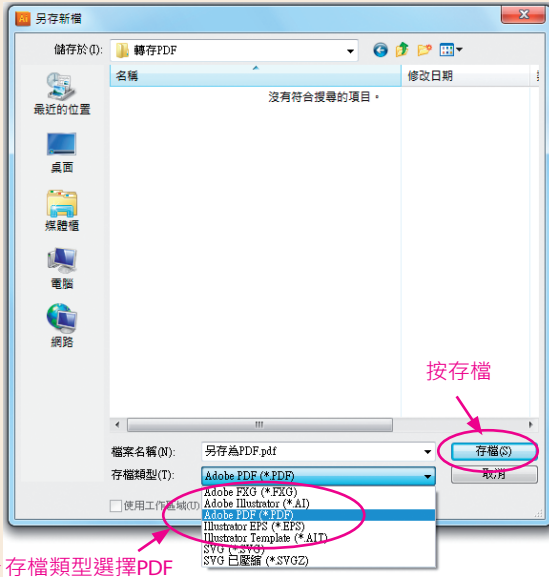 Ai 另存新檔
儲存於(I): 轉存PDF
名稱 修改日期
沒有符合搜尋的項目。
最近的位置
桌面
媒體櫃
電腦
網路
按存檔
檔案名稱(N): 另存為PDF.pdf 存檔(S)
存檔類型(T): Adobe PDF (*.PDF) 取消
使用工作區域(U)
Adobe FXG (*.FXG)
Adobe Illustrator (*.AI)
Adobe PDF (*.PDF)
Illustrator EPS (*.EPS)
Illustrator Template (*.AIT)
SVG (*.SVG)
SVG 已壓縮 (*.SVGZ)
存檔類型選擇PDF